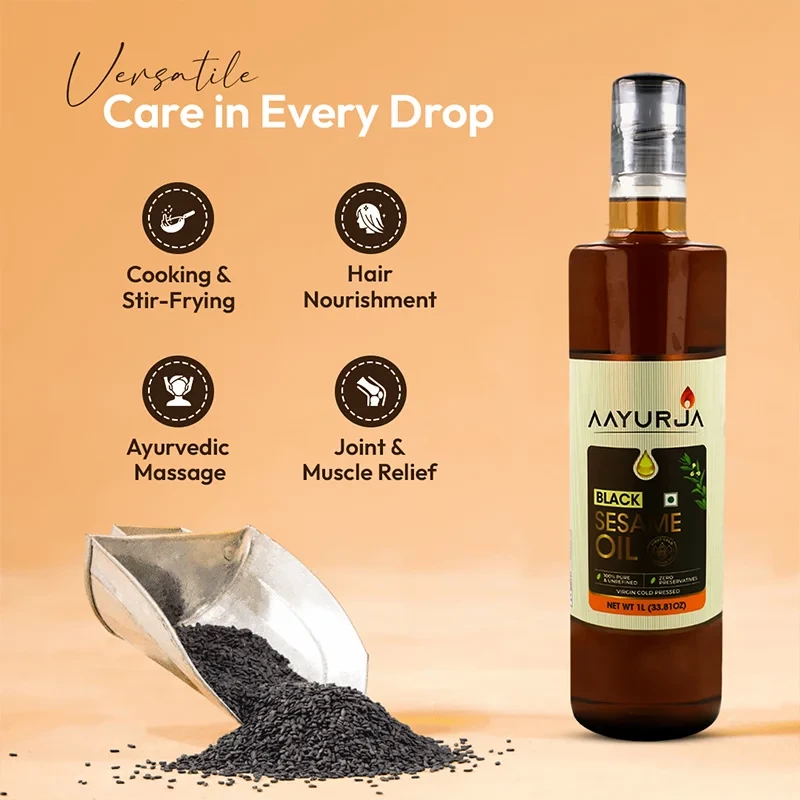 Versatile
Care in Every Drop
Cooking &
Stir-Frying
Hair
Nourishment
Ayurvedic
Massage
Joint &
Muscle Relief
AAYURJA
BLACK
SESAME
OIL
100% PURE
& UNREFINED
ZERO
PRESERVATIVES
VIRGIN COLD PRESSED
NET WT 1L (33.81OZ)